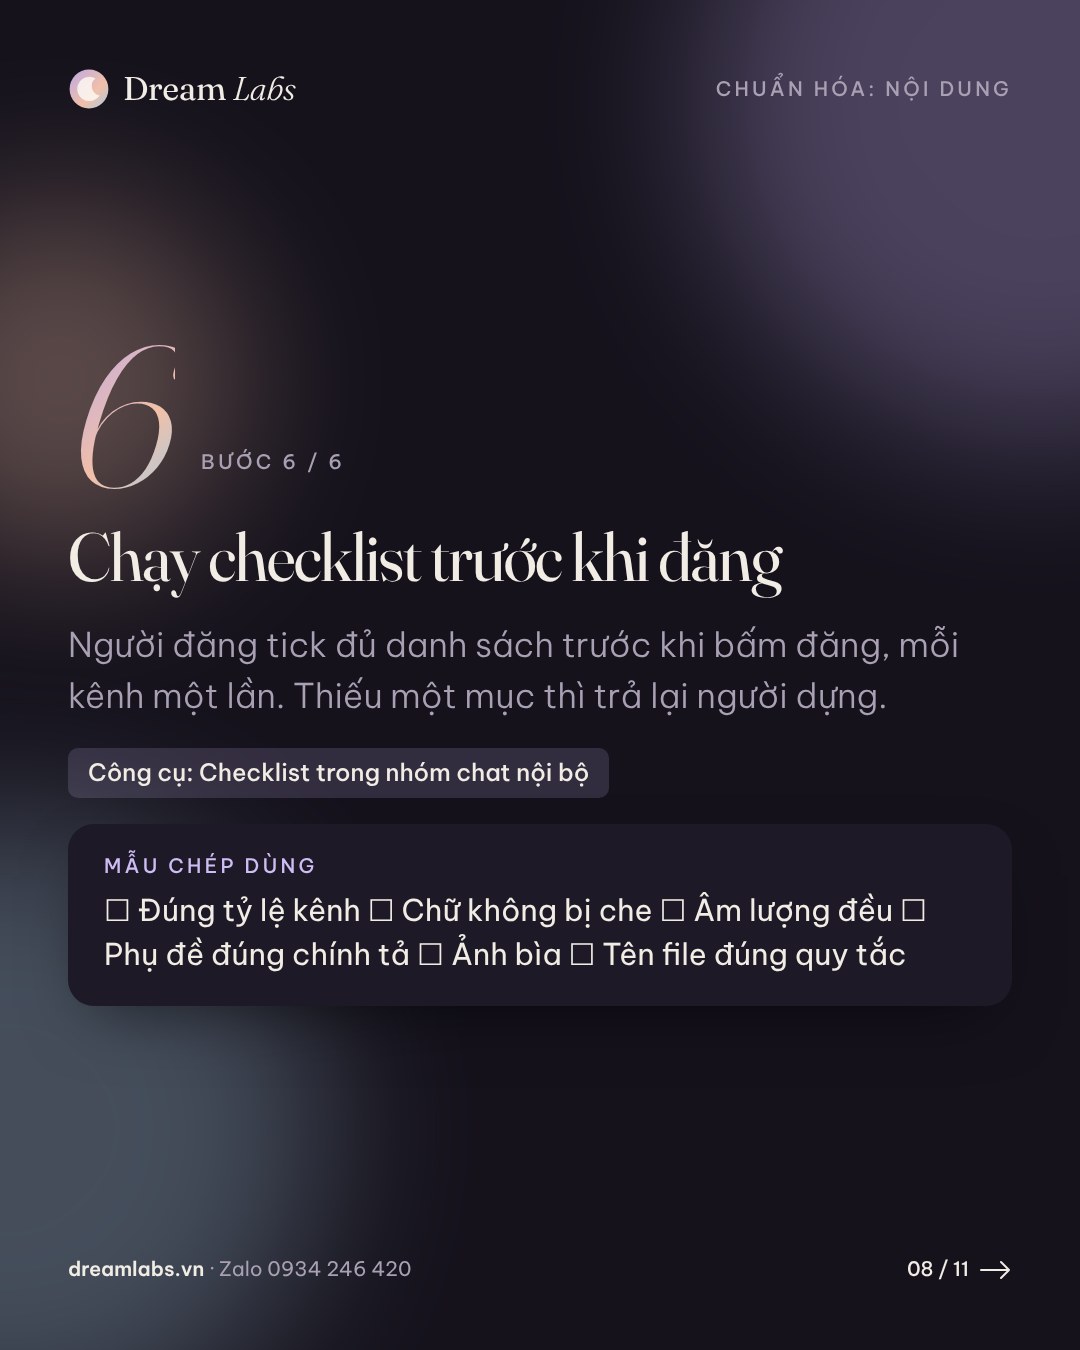 Dream Labs
CHUẨN HÓA: NỘI DUNG
6
BƯỚC 6 / 6
Chạy checklist trước khi đăng
Người đăng tick đủ danh sách trước khi bấm đăng, mỗi
kênh một lần. Thiếu một mục thì trả lại người dựng.
Công cụ: Checklist trong nhóm chat nội bộ
MẪU CHÉP DÙNG
☐ Đúng tỷ lệ kênh ☐ Chữ không bị che ☐ Âm lượng đều ☐
Phụ đề đúng chính tả ☐ Ảnh bìa ☐ Tên file đúng quy tắc
dreamlabs.vn · Zalo 0934 246 420
08 / 11 →